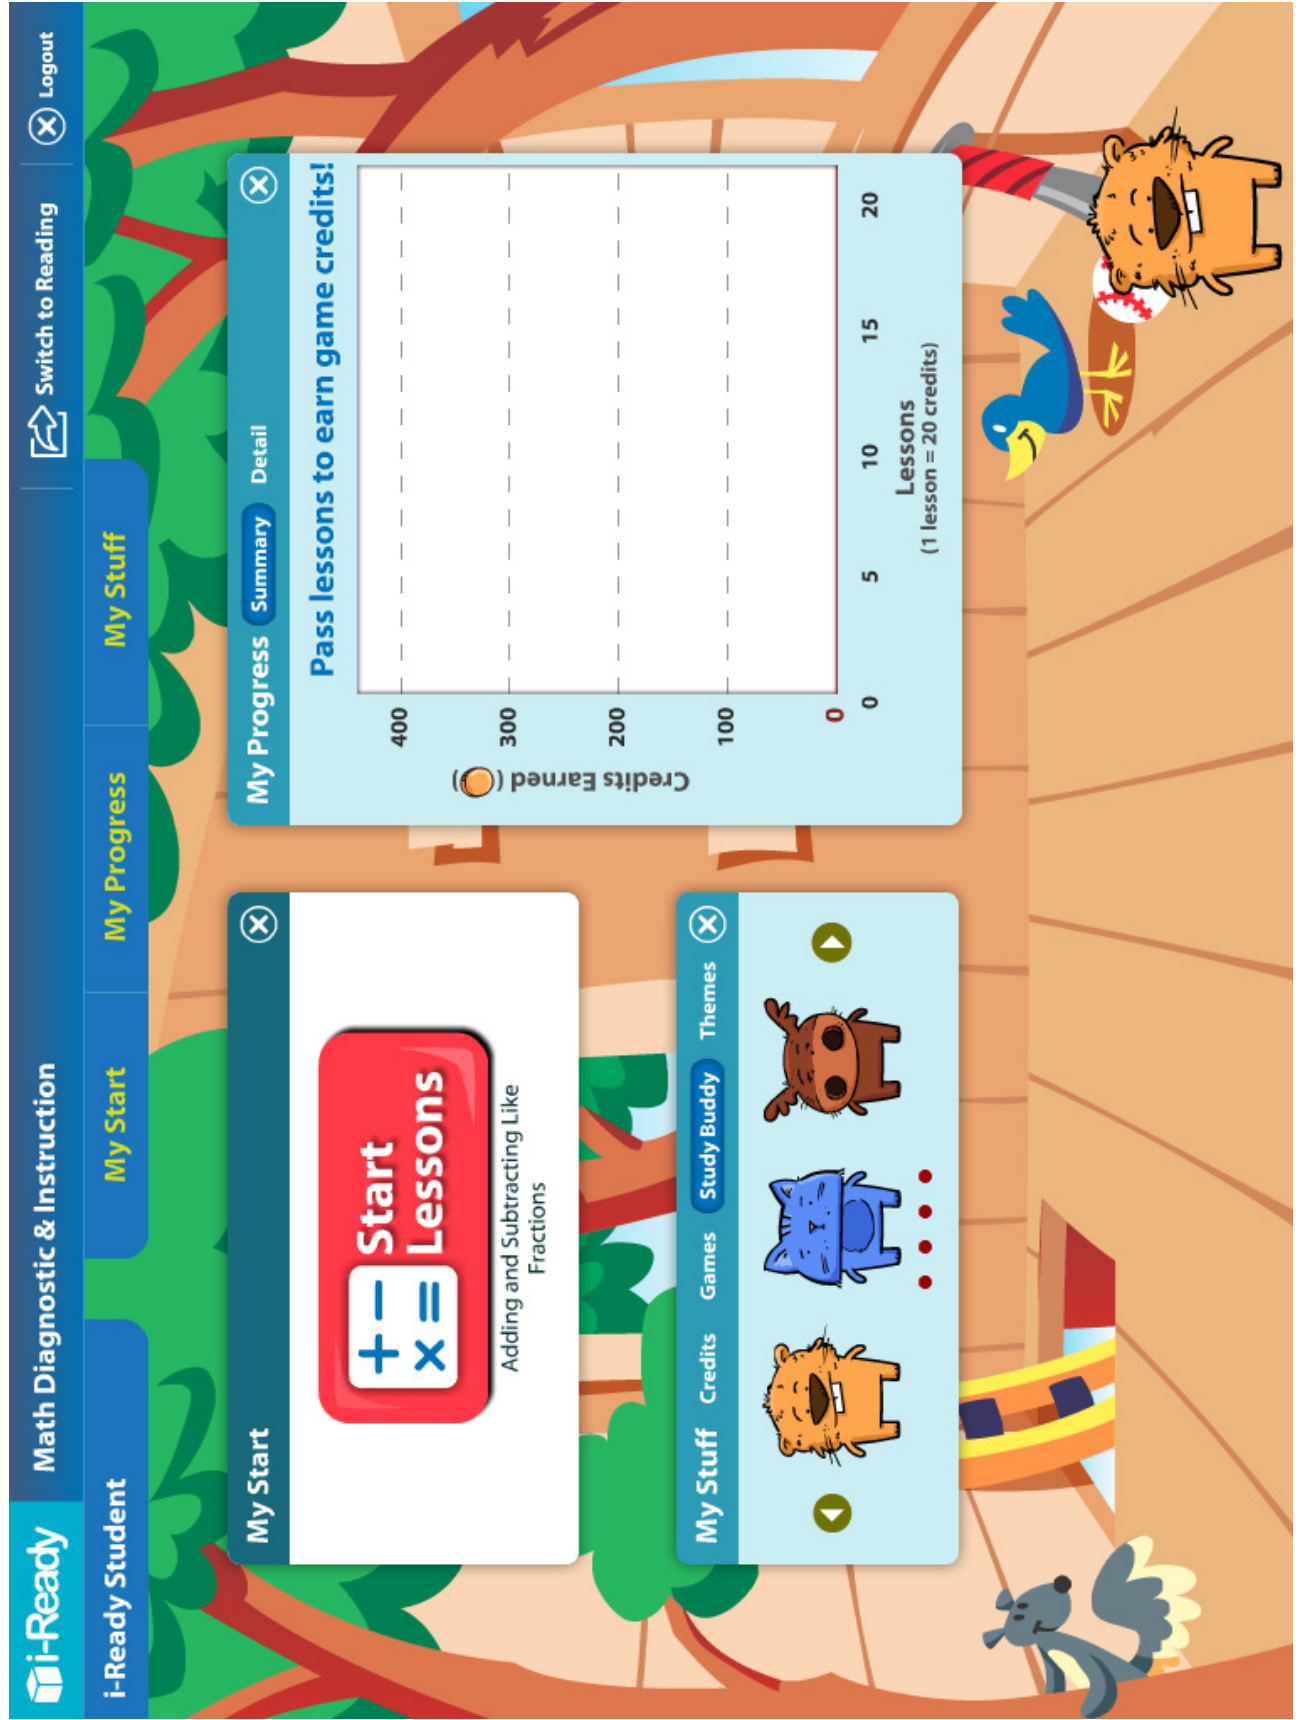 i-Ready
Math Diagnostic & Instruction
Switch to Reading
Logout
i-Ready Student
My Start
My Progress
My Stuff
My Start
Start
Lessons
Adding and Subtracting Like
Fractions
My Stuff
Credits
Games
Study Buddy
Themes
My Progress
Summary
Detail
Pass lessons to earn game credits!
Credits Earned ( )
400
300
200
100
0
0
5
10
15
20
Lessons
(1 lesson = 20 credits)